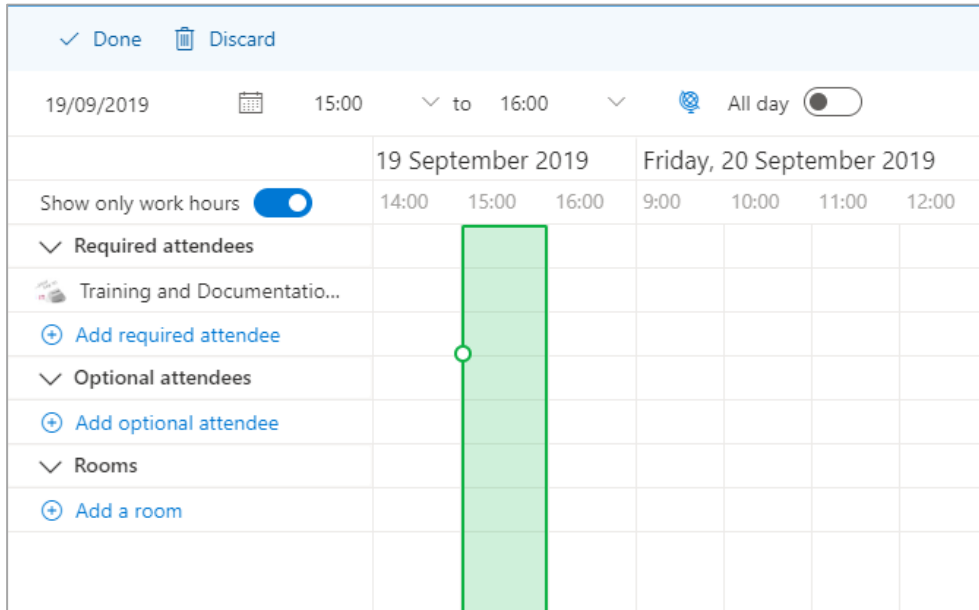 Done Discard
19/09/2019 15:00 to 16:00 All day
19 September 2019 Friday, 20 September 2019
Show only work hours 14:00 15:00 16:00 9:00 10:00 11:00 12:00
Required attendees
Training and Documentatio...
Add required attendee
Optional attendees
Add optional attendee
Rooms
Add a room